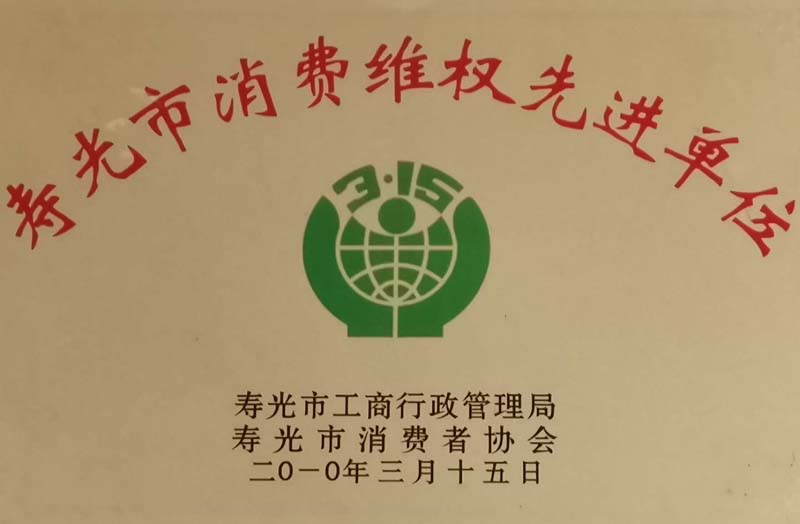 寿光市消费维权先进单位
3·15
寿光市工商行政管理局
寿光市消费者协会
二0一0年三月十五日